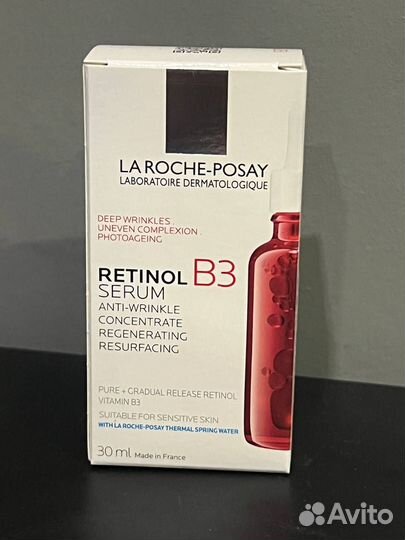 LA ROCHE-POSAY
LABORATOIRE DERMATOLOGIQUE
DEEP WRINKLES.
UNEVEN COMPLEXION.
PHOTOAGEING
RETINOL B3
SERUM
ANTI-WRINKLE
CONCENTRATE
REGENERATING
RESURFACING
PURE + GRADUAL RELEASE RETINOL
VITAMIN B3
SUITABLE FOR SENSITIVE SKIN
WITH LA ROCHE-POSAY THERMAL SPRING WATER
30 ml Made in France
Avito